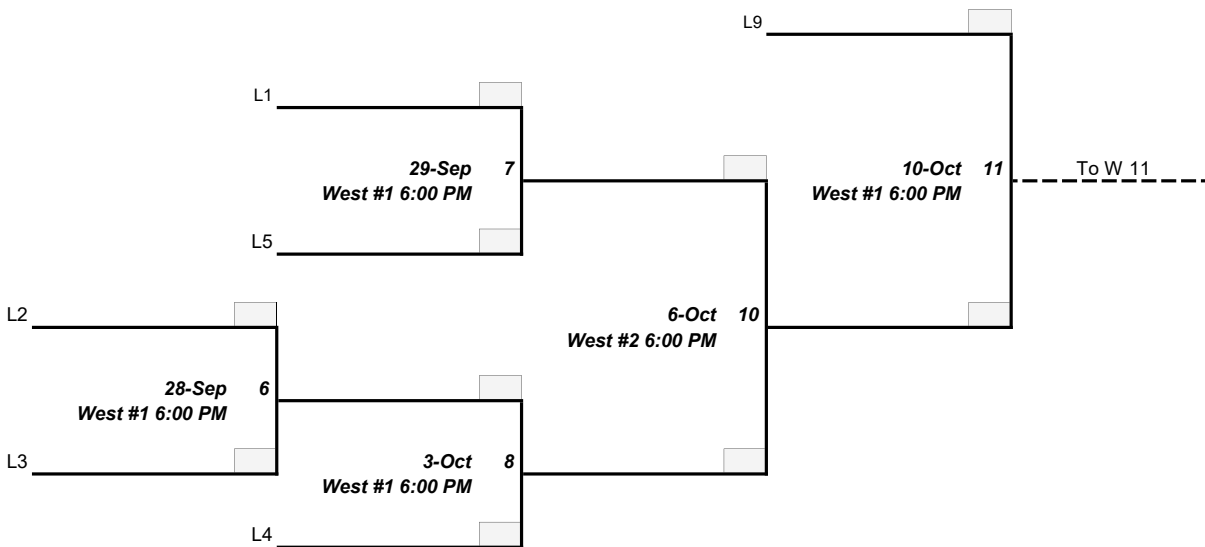 L9
L1
29-Sep 7
West #1 6:00 PM
10-Oct 11
West #1 6:00 PM
To W 11
L5
L2
6-Oct 10
West #2 6:00 PM
28-Sep 6
West #1 6:00 PM
L3
3-Oct 8
West #1 6:00 PM
L4